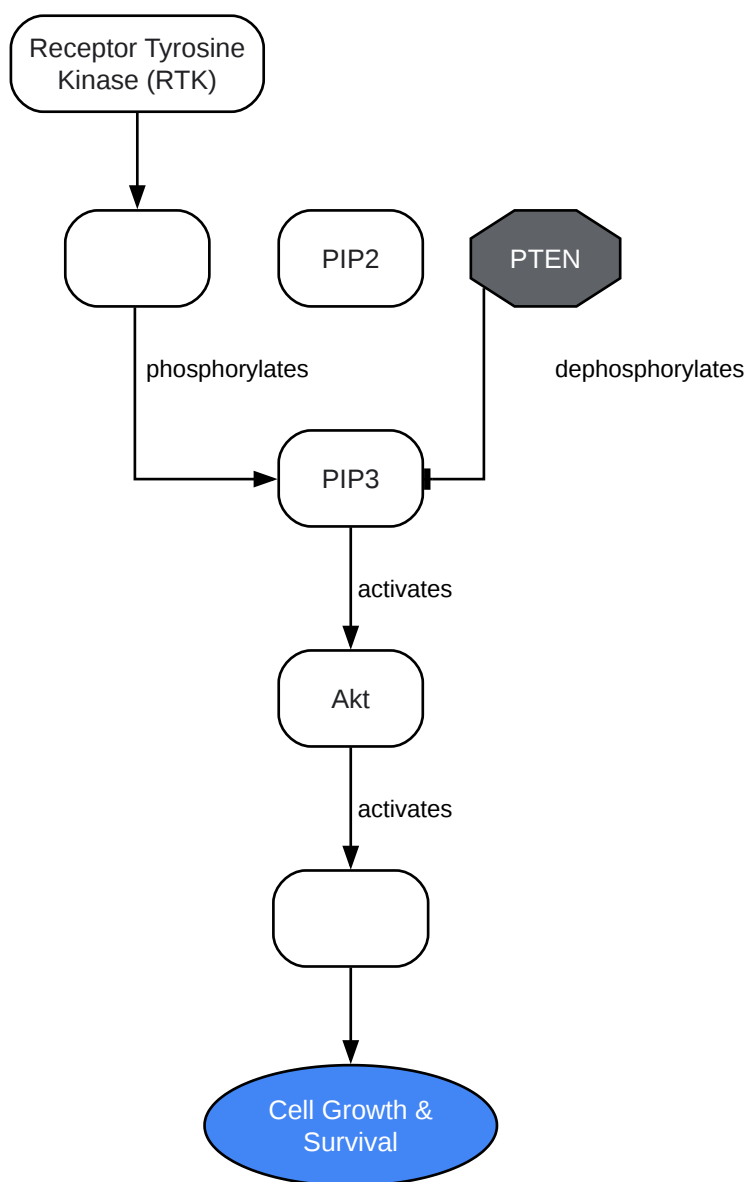 Receptor Tyrosine
Kinase (RTK)
PIP2
PTEN
phosphorylates
dephosphorylates
PIP3
activates
Akt
activates
Cell Growth &
Survival